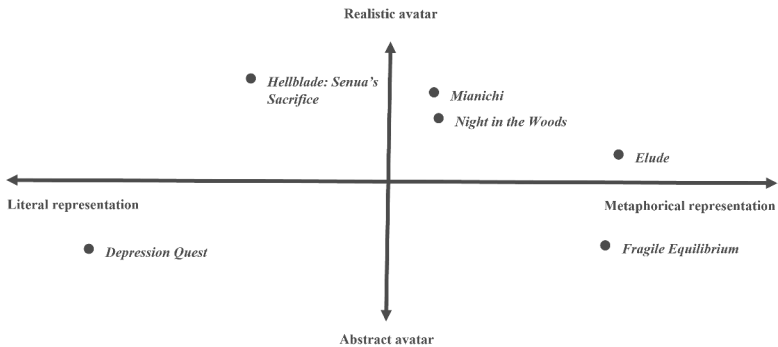 Realistic avatar
Hellblade: Senua's
Sacrifice
Mianichi
Night in the Woods
Elude
Literal representation
Metaphorical representation
Depression Quest
Fragile Equilibrium
Abstract avatar